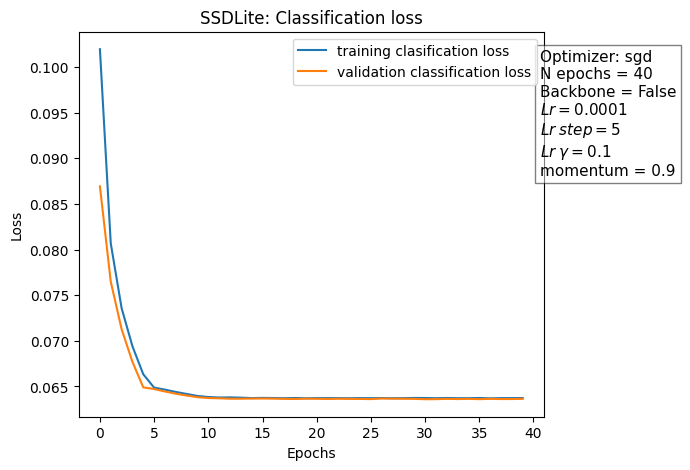 SSDLite: Classification loss
training clasification loss
validation classification loss
Optimizer: sgd
N epochs = 40
Backbone = False
Lr = 0.0001
Lr step = 5
Lr γ = 0.1
momentum = 0.9
Loss
0.100
0.095
0.090
0.085
0.080
0.075
0.070
0.065
0 5 10 15 20 25 30 35 40
Epochs